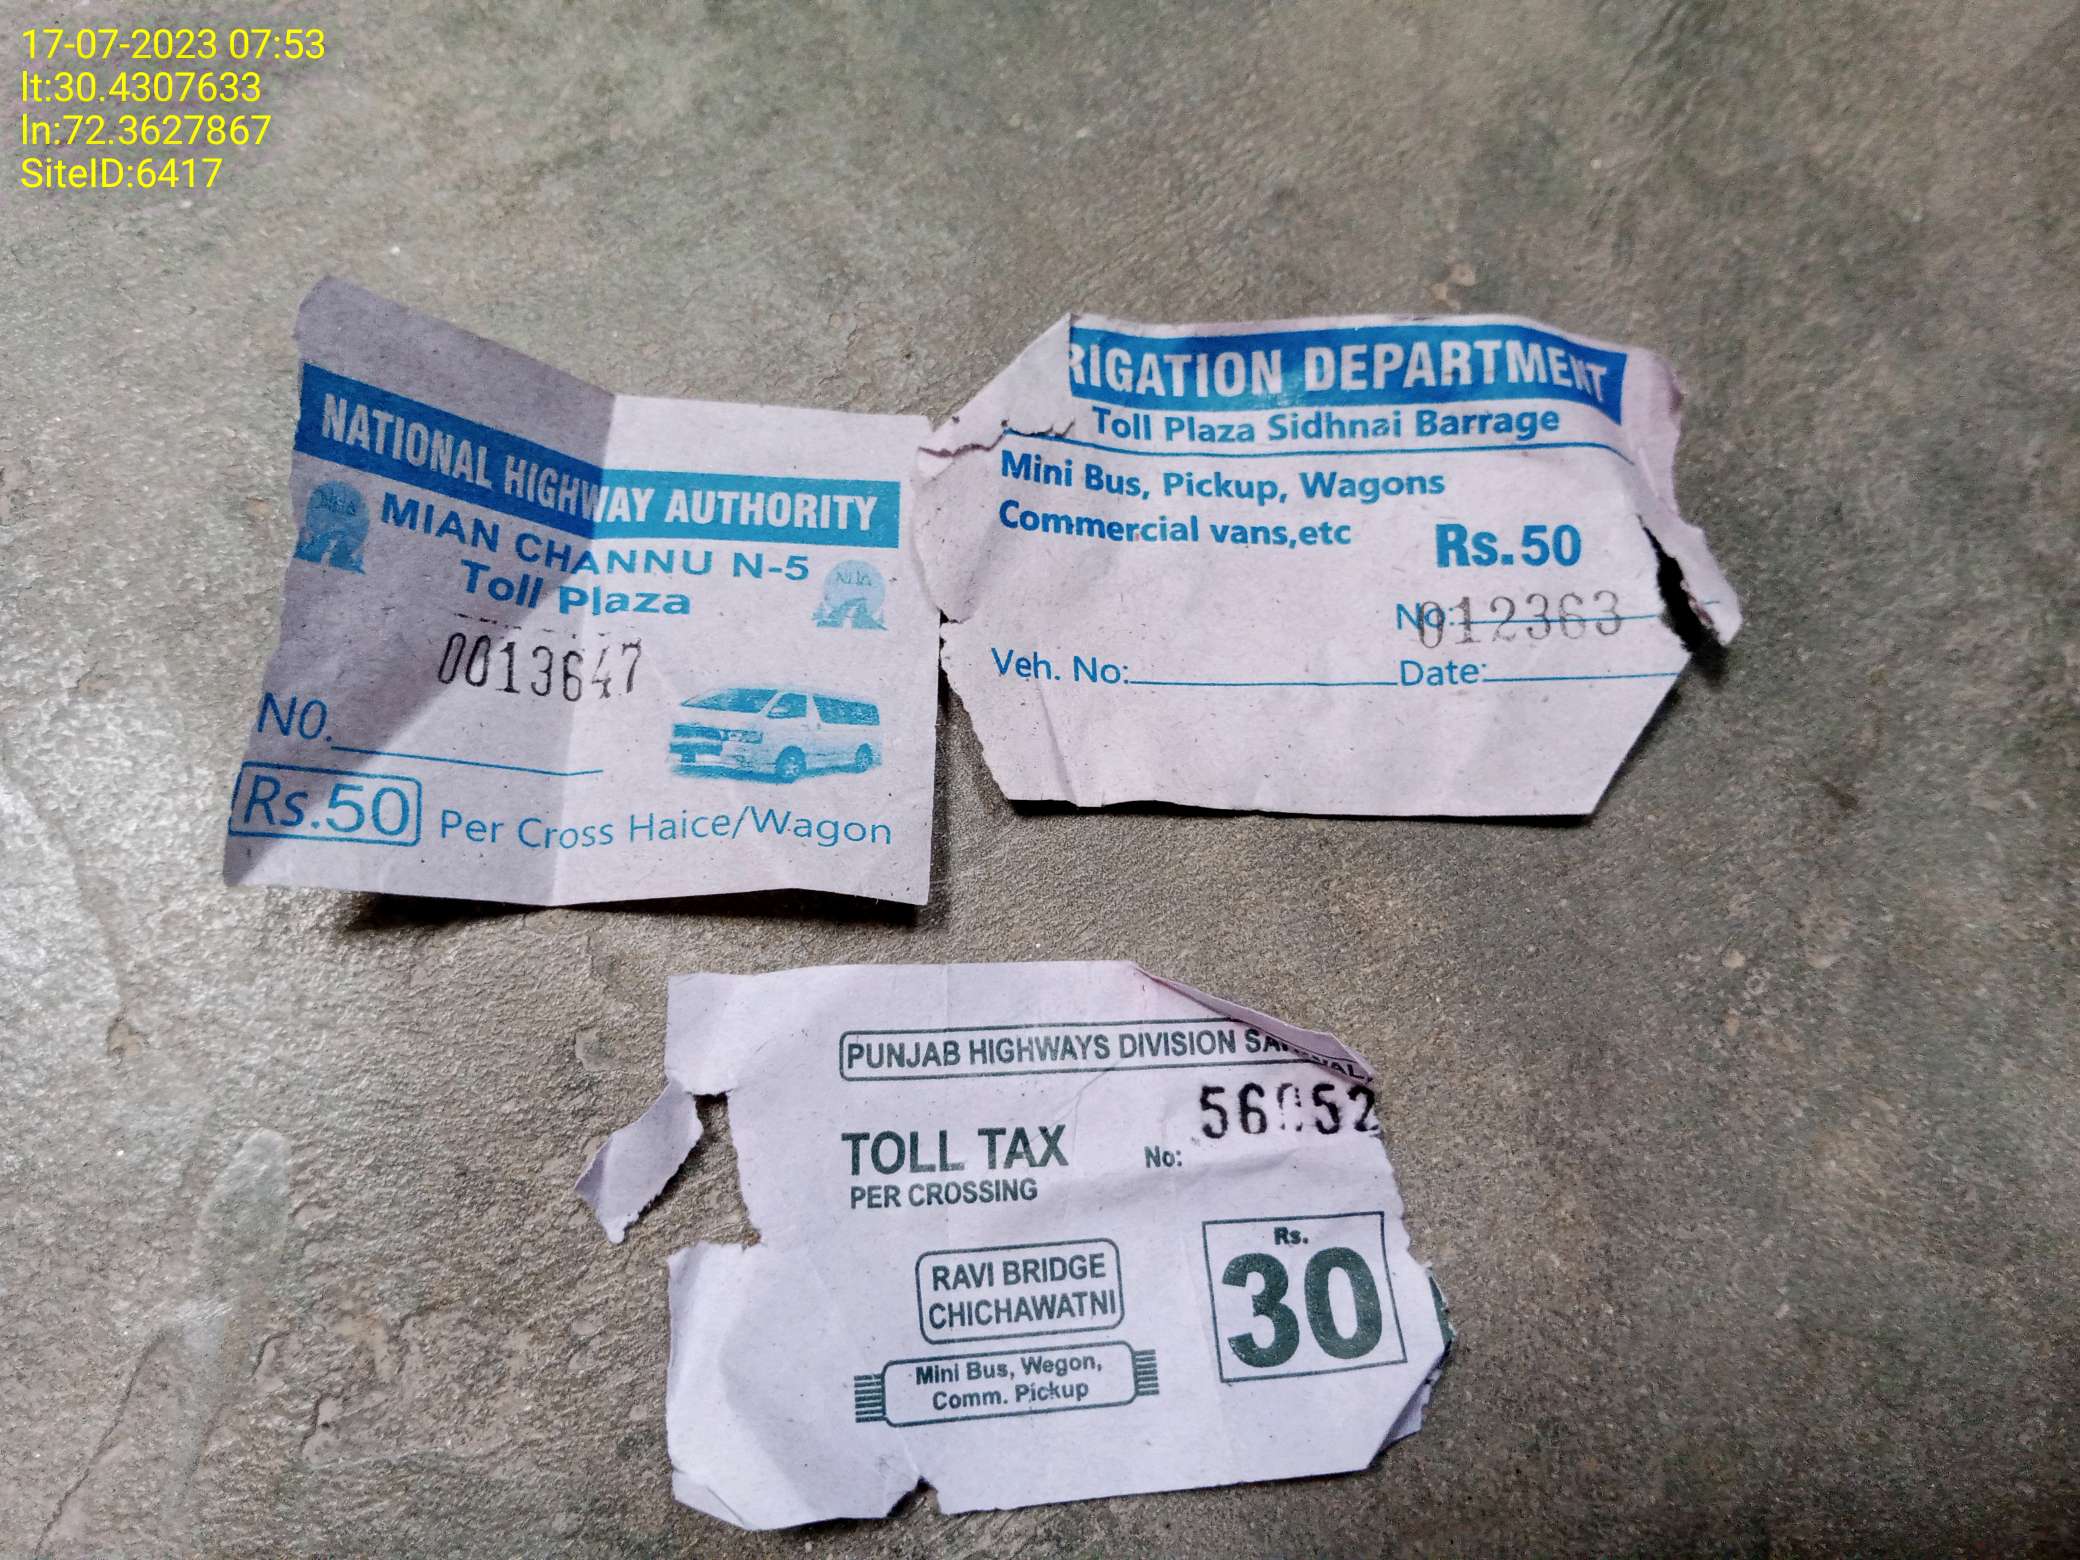 17-07-2023 07:53
lt:30.4307633
ln:72.3627867
SiteID:6417
NATIONAL HIGHWAY AUTHORITY
NHA
MIAN CHANNU N-5
NHA
Toll Plaza
0013647
NO.
Rs.50 Per Cross Haice/Wagon
RIGATION DEPARTMENT
Toll Plaza Sidhnai Barrage
Mini Bus, Pickup, Wagons
Commercial vans,etc
Rs.50
No: 012363
Veh. No: Date:
PUNJAB HIGHWAYS DIVISION
TOLL TAX
No:
PER CROSSING
Rs.
30
RAVI BRIDGE
CHICHAWATNI
Mini Bus, Wegon,
Comm. Pickup